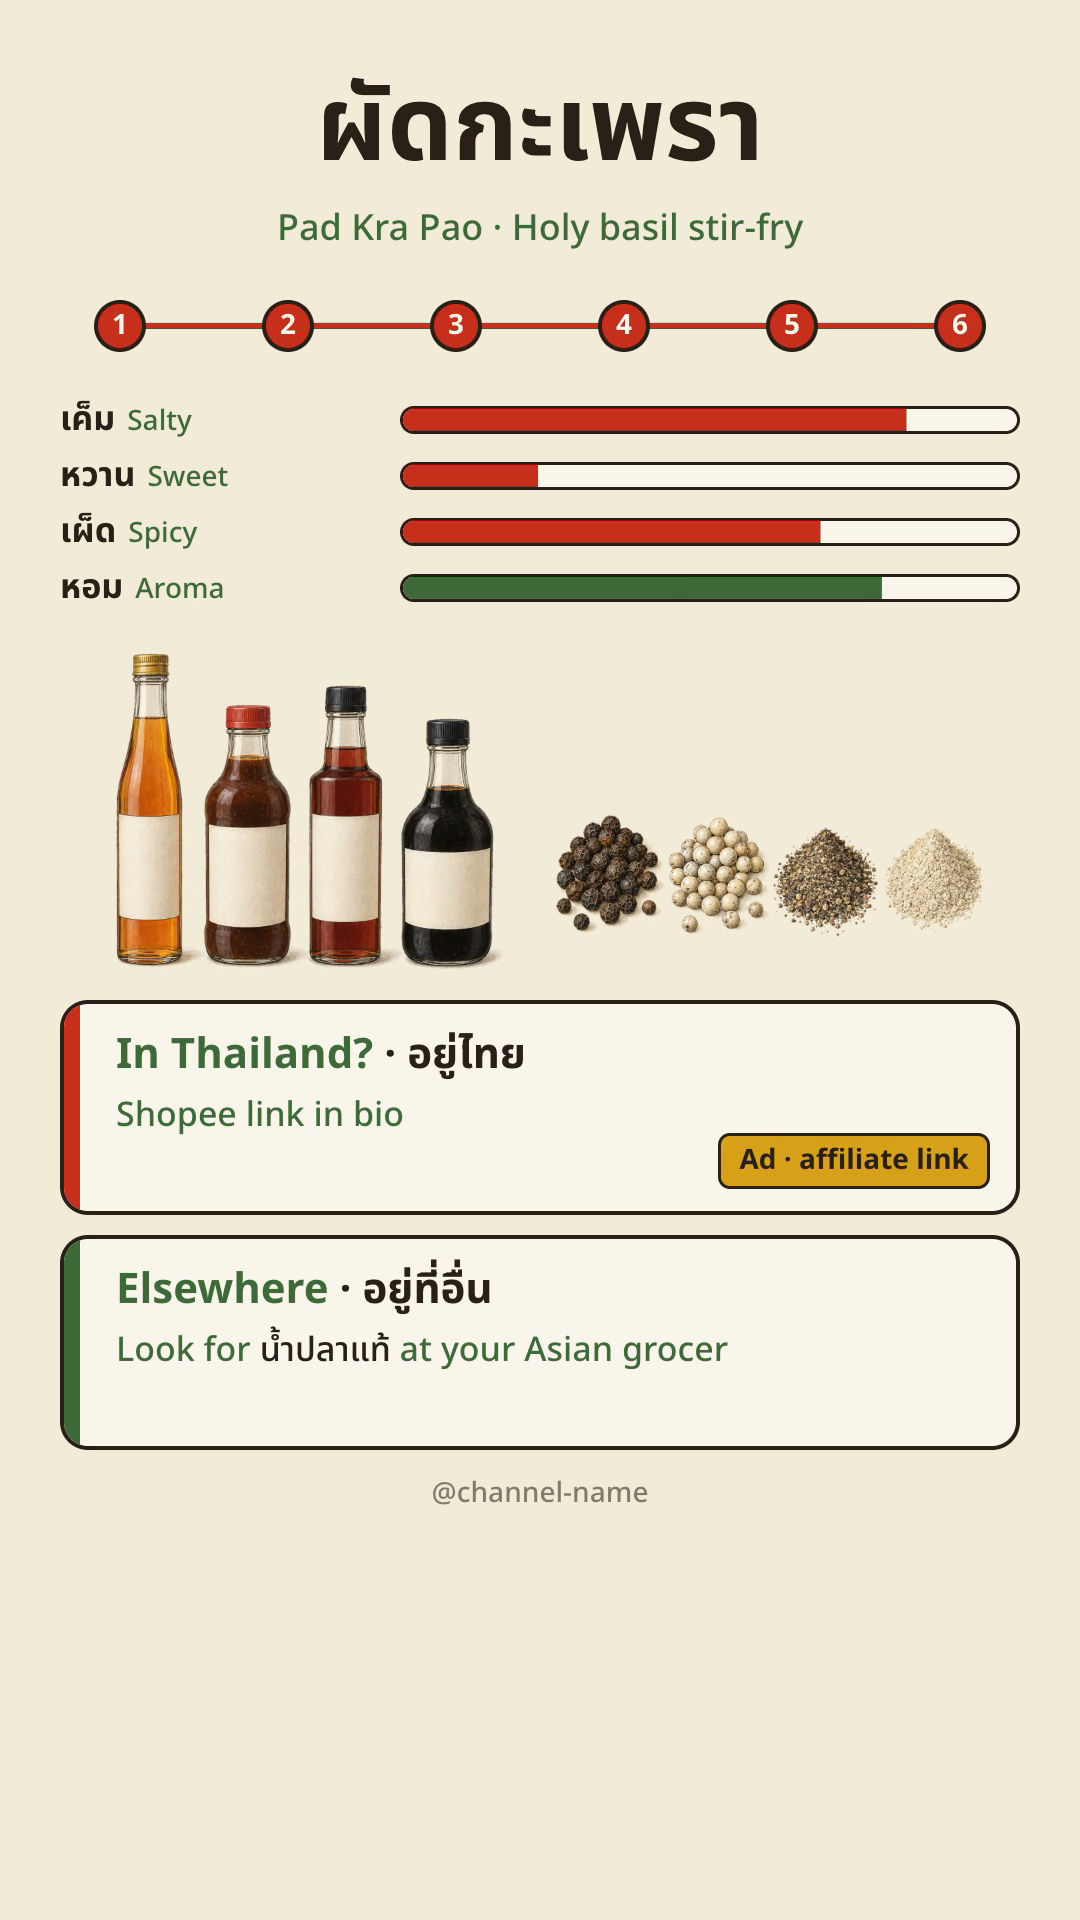 ผัดกะเพรา
Pad Kra Pao · Holy basil stir-fry
1 2 3 4 5 6
เค็ม Salty
หวาน Sweet
เผ็ด Spicy
หอม Aroma
In Thailand? · อยู่ไทย
Shopee link in bio
Ad · affiliate link
Elsewhere · อยู่ที่อื่น
Look for น้ำปลาแท้ at your Asian grocer
@channel-name